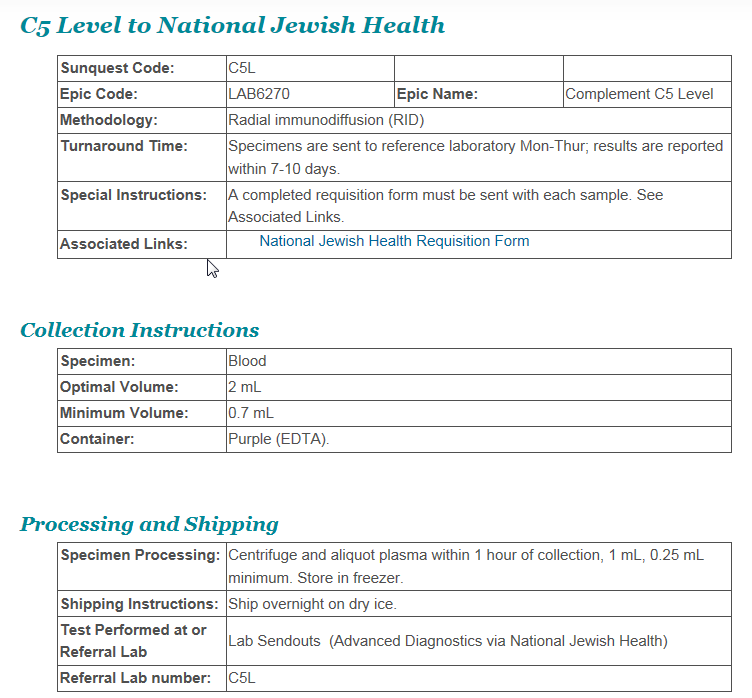 C5 Level to National Jewish Health
Sunquest Code: C5L
Epic Code: LAB6270 Epic Name: Complement C5 Level
Methodology: Radial immunodiffusion (RID)
Turnaround Time: Specimens are sent to reference laboratory Mon-Thur; results are reported
within 7-10 days.
Special Instructions: A completed requisition form must be sent with each sample. See
Associated Links.
Associated Links: National Jewish Health Requisition Form
Collection Instructions
Specimen: Blood
Optimal Volume: 2 mL
Minimum Volume: 0.7 mL
Container: Purple (EDTA).
Processing and Shipping
Specimen Processing: Centrifuge and aliquot plasma within 1 hour of collection, 1 mL, 0.25 mL
minimum. Store in freezer.
Shipping Instructions: Ship overnight on dry ice.
Test Performed at or
Referral Lab Lab Sendouts (Advanced Diagnostics via National Jewish Health)
Referral Lab number: C5L